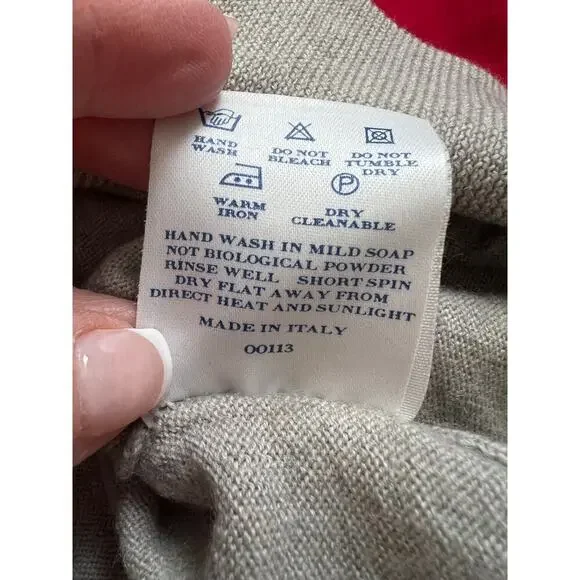 HAND WASH
DO NOT BLEACH
DO NOT TUMBLE DRY
WARM IRON
P
DRY CLEANABLE
HAND WASH IN MILD SOAP
NOT BIOLOGICAL POWDER
RINSE WELL SHORT SPIN
DRY FLAT AWAY FROM
DIRECT HEAT AND SUNLIGHT
MADE IN ITALY
00113